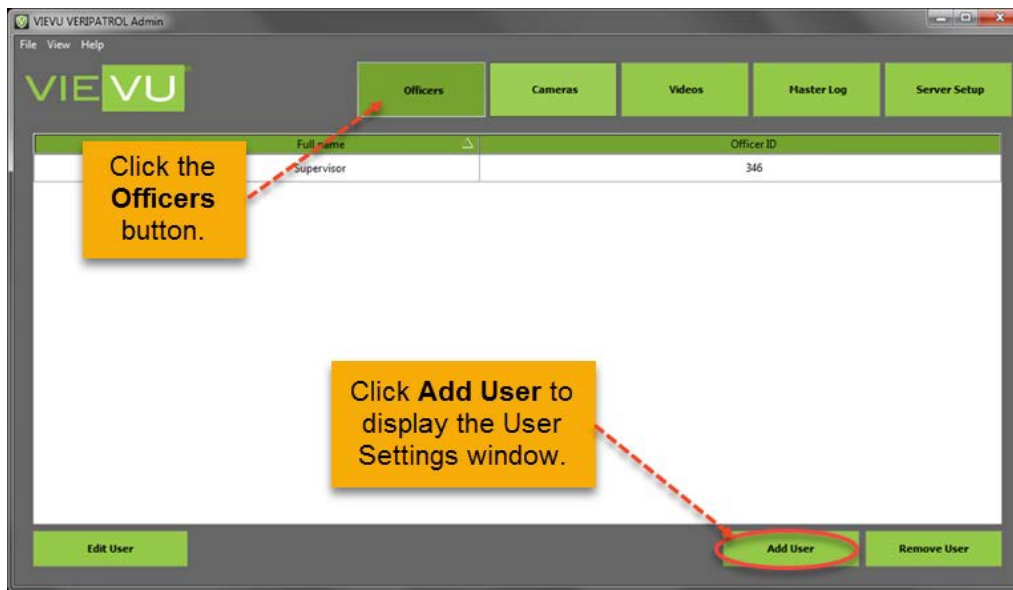 VIEVU VERIPATROL Admin
File View Help
VIEVU
Officers
Cameras
Videos
Master Log
Server Setup
Full name
Officer ID
Supervisor
346
Click the
Officers
button.
Click Add User to
display the User
Settings window.
Edit User
Add User
Remove User